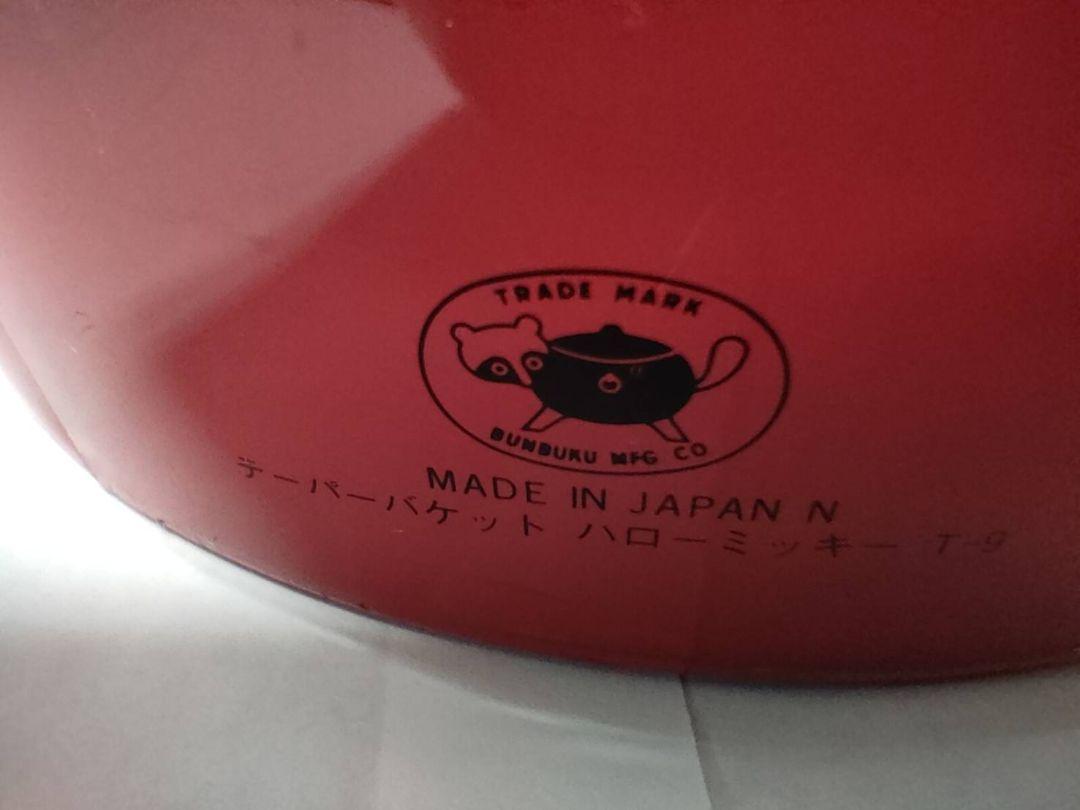 TRADE MARK
BUNBUKU MFG CO
MADE IN JAPAN N
テーパーバケット ハローミッキー T-9